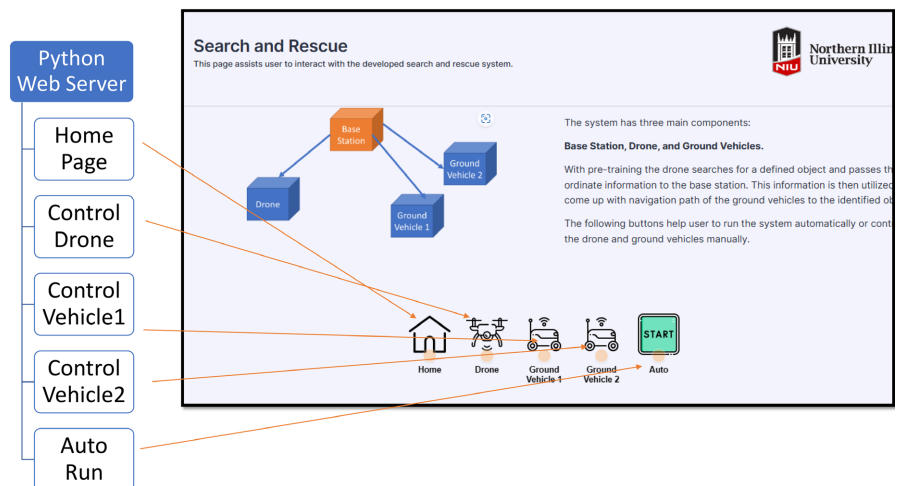 Python
Web Server
Home
Page
Control
Drone
Control
Vehicle1
Control
Vehicle2
Auto
Run
Search and Rescue
This page assists user to interact with the developed search and rescue system.
NIU
Northern Illin
University
Base
Station
Drone
Ground
Vehicle 2
Ground
Vehicle 1
The system has three main components:
Base Station, Drone, and Ground Vehicles.
With pre-training the drone searches for a defined object and passes th
ordinate information to the base station. This information is then utilized
come up with navigation path of the ground vehicles to the identified ob
The following buttons help user to run the system automatically or cont
the drone and ground vehicles manually.
START
Home
Drone
Ground
Vehicle 1
Ground
Vehicle 2
Auto